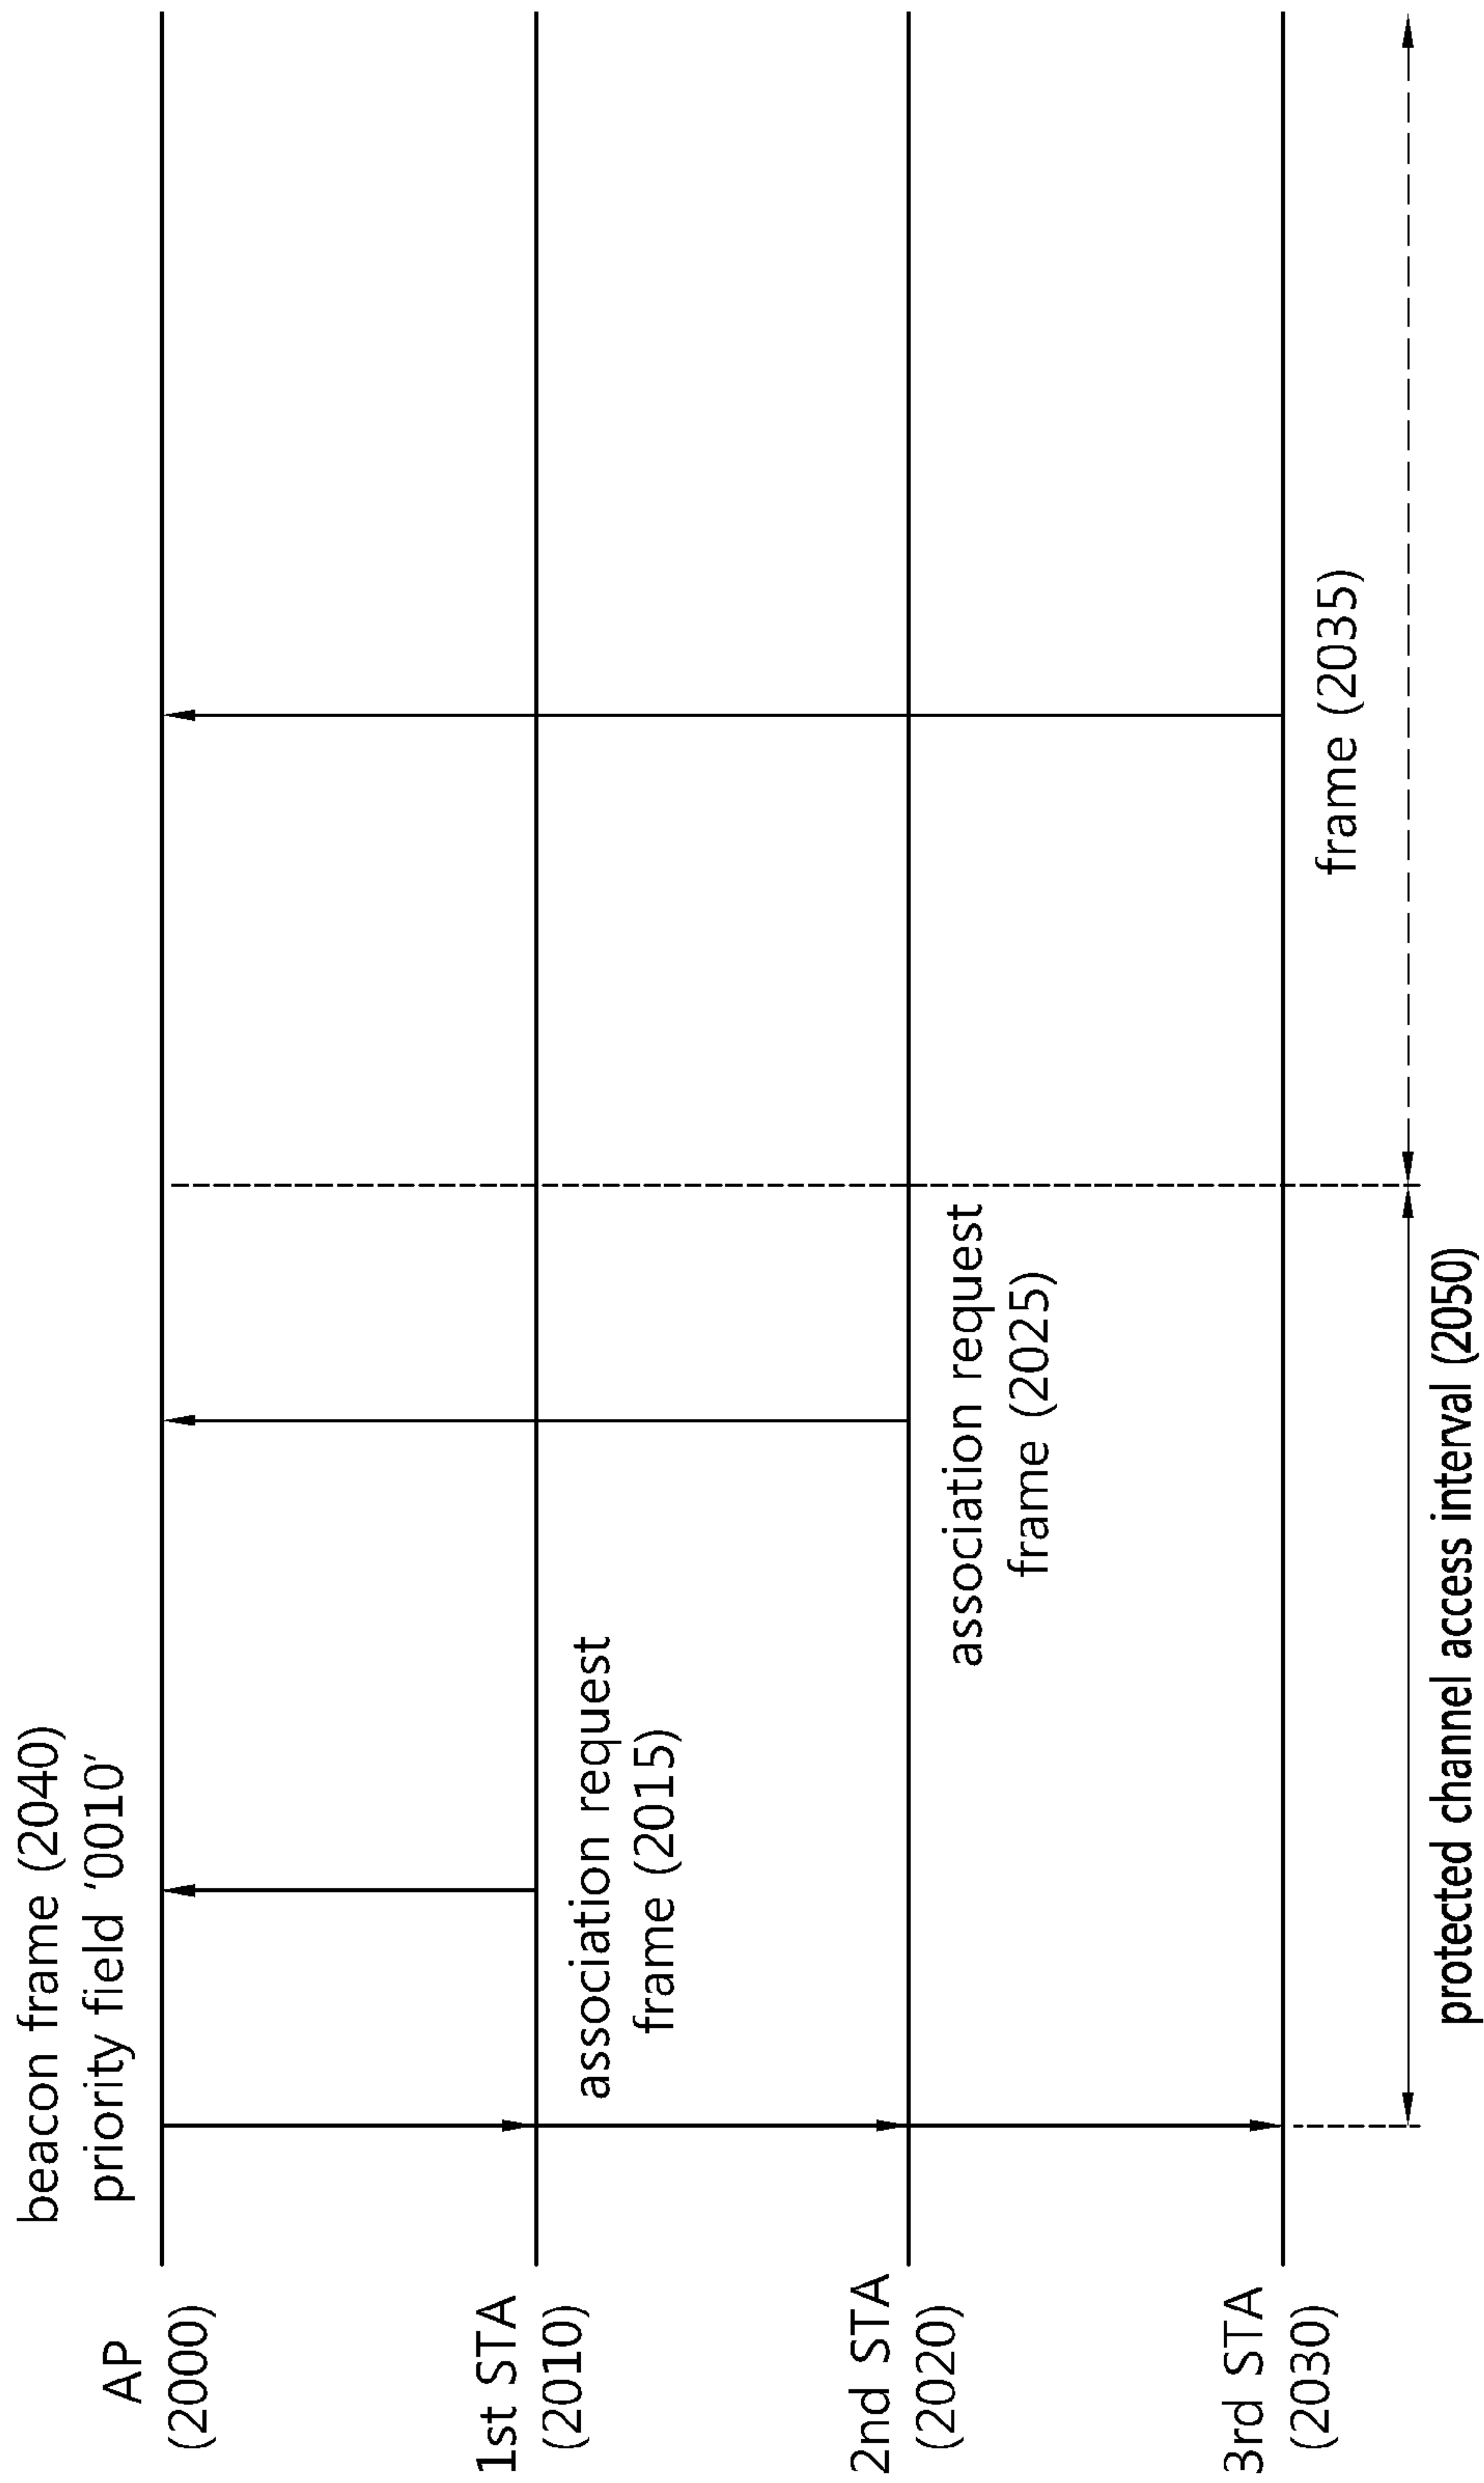 beacon frame (2040)
priority field ‘0010’
AP
(2000)
association request
frame (2015)
1st STA
(2010)
association request
frame (2025)
2nd STA
(2020)
frame (2035)
3rd STA
(2030)
protected channel access interval (2050)